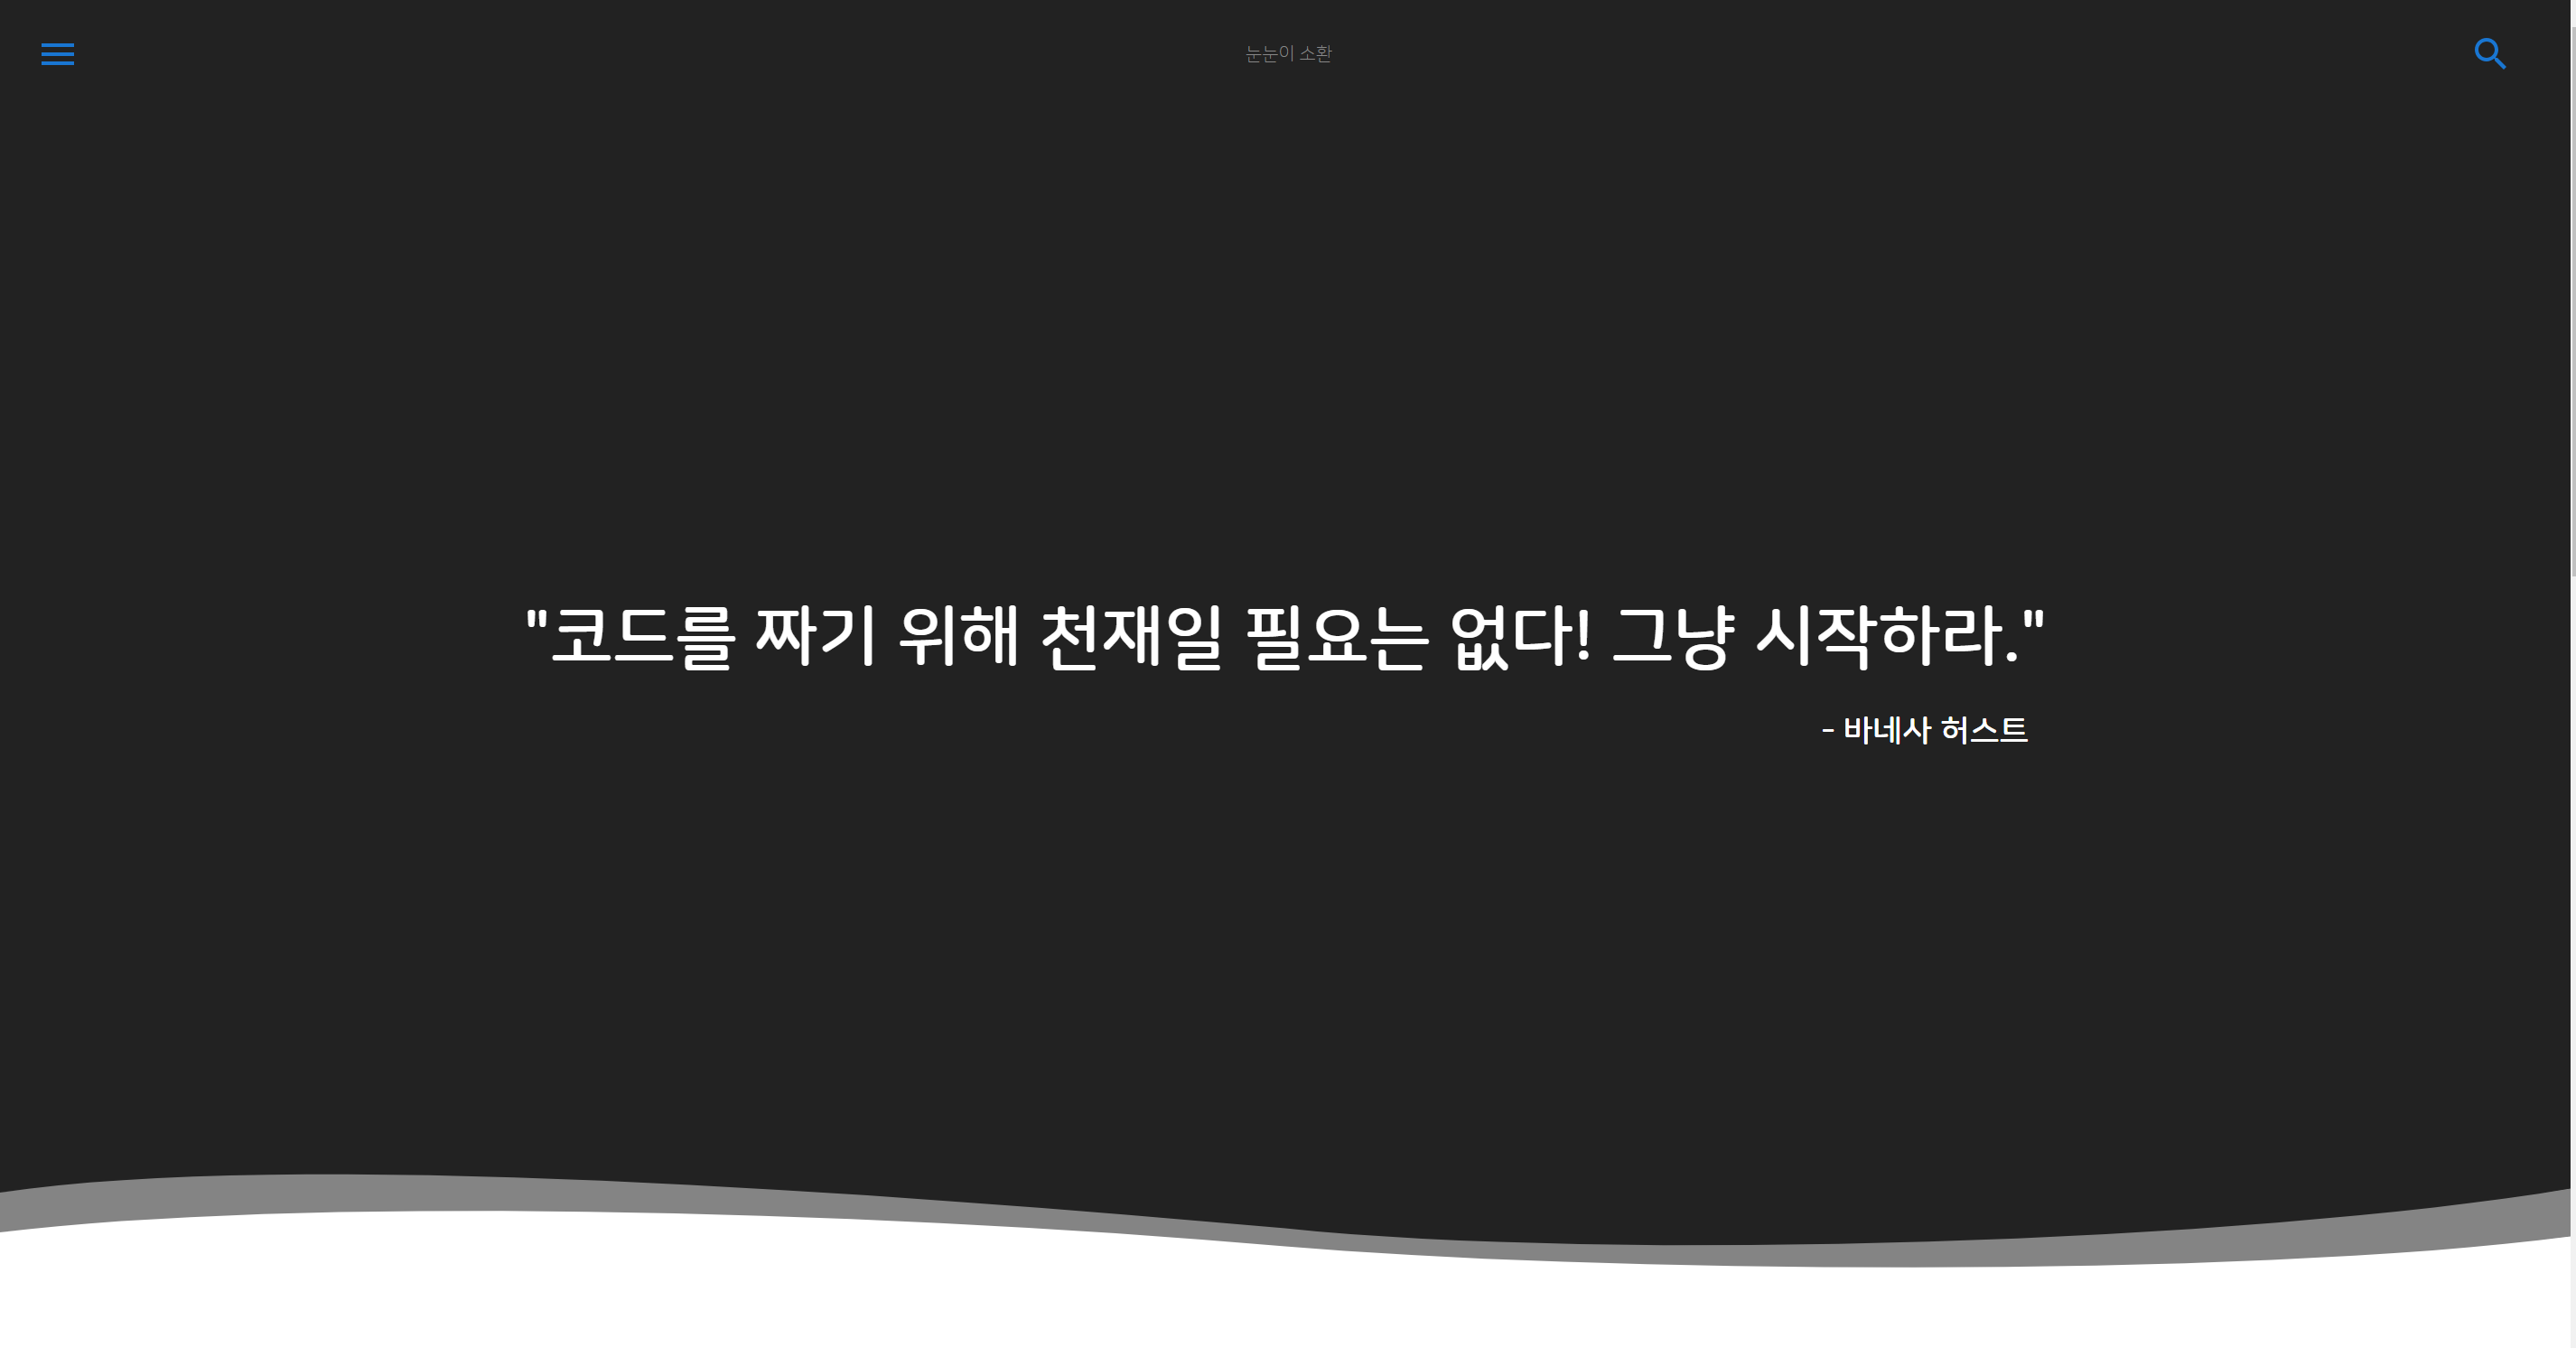 눈눈이 소환
"코드를 짜기 위해 천재일 필요는 없다! 그냥 시작하라."
- 바네사 허스트